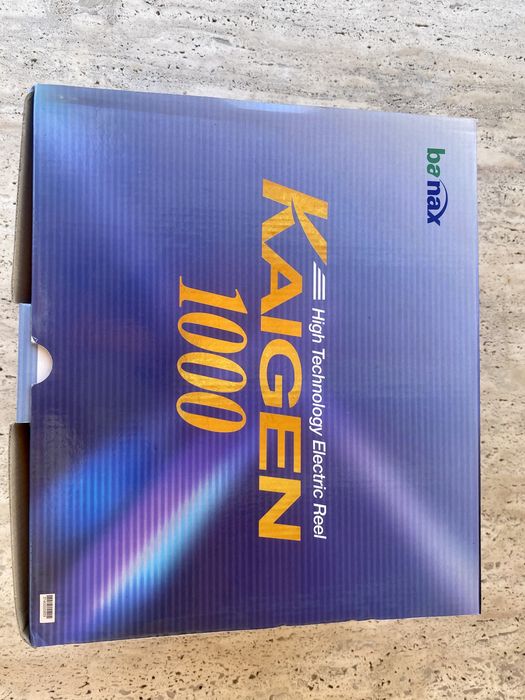 banax
High Technology Electric Reel
KAIGEN
1000